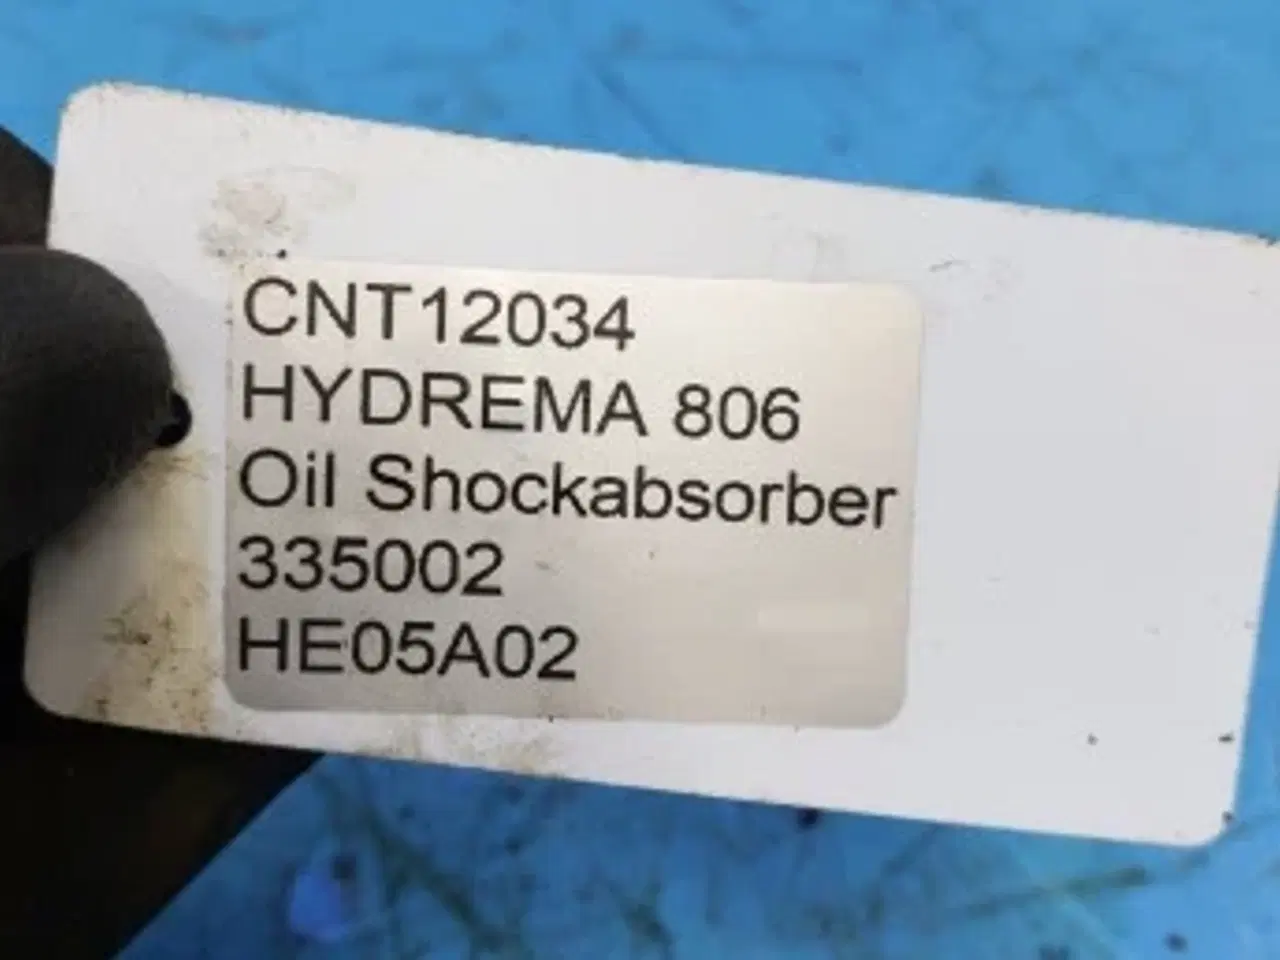 CNT12034
HYDREMA 806
Oil Shockabsorber
335002
HE05A02